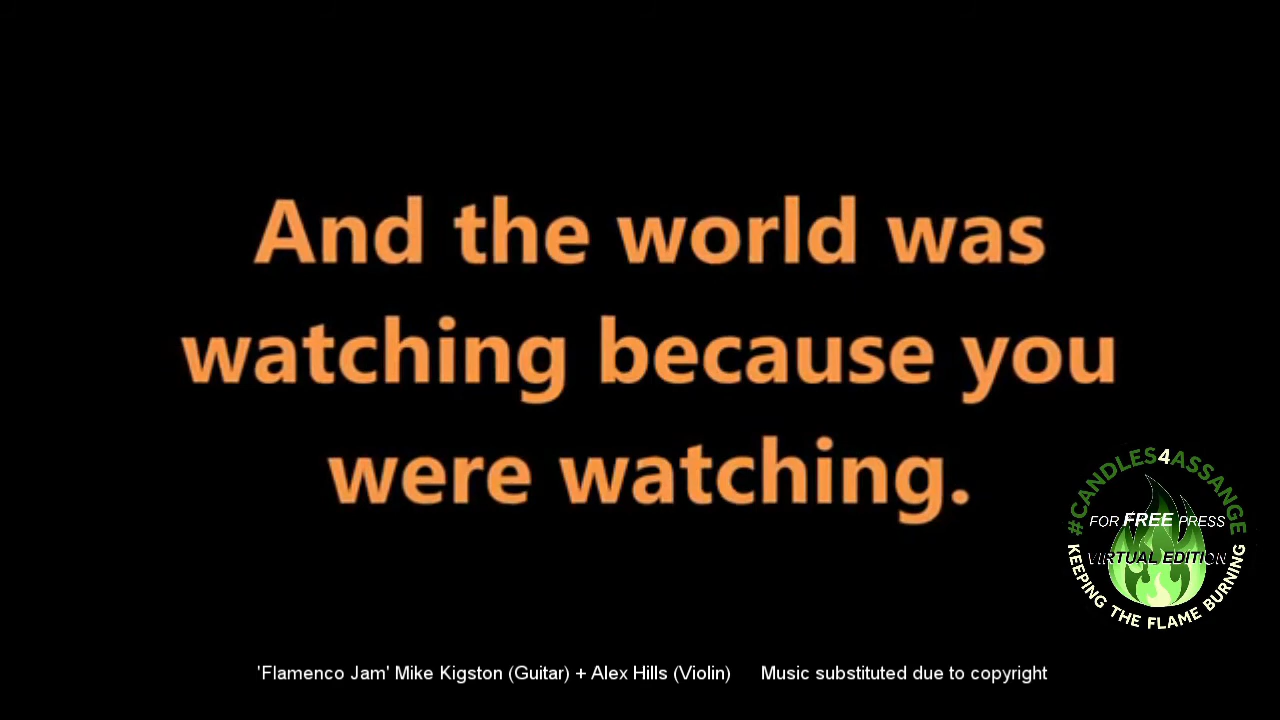 And the world was
watching because you
were watching.
#CANDLES4ASSANGE
FOR FREE PRESS
VIRTUAL EDITION
KEEPING THE FLAME BURNING
'Flamenco Jam' Mike Kigston (Guitar) + Alex Hills (Violin) Music substituted due to copyright